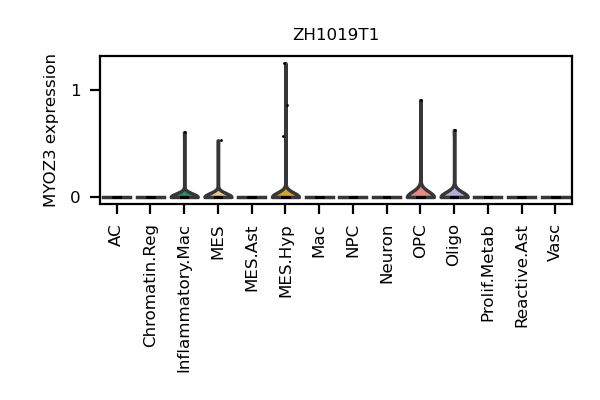 ZH1019T1
MYOZ3 expression
1
0
AC
Chromatin.Reg
Inflammatory.Mac
MES
MES.Ast
MES.Hyp
Mac
NPC
Neuron
OPC
Oligo
Prolif.Metab
Reactive.Ast
Vasc